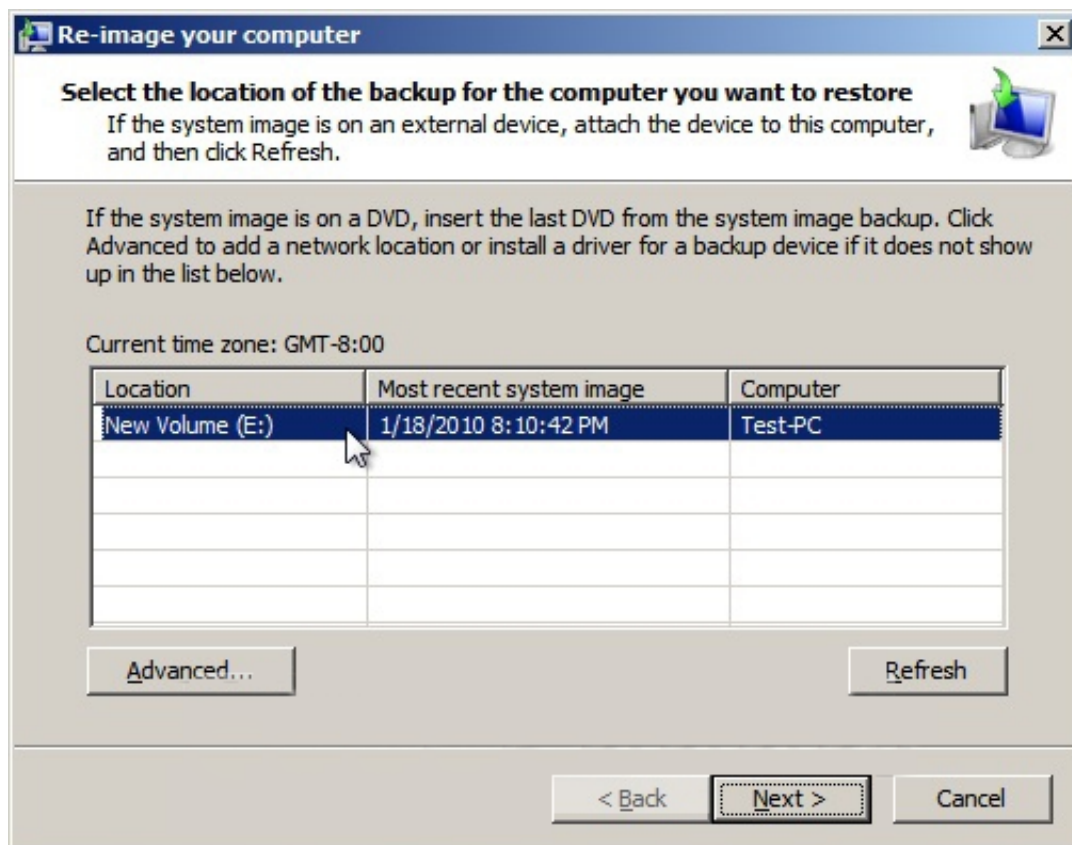 Re-image your computer
Select the location of the backup for the computer you want to restore
If the system image is on an external device, attach the device to this computer,
and then click Refresh.
If the system image is on a DVD, insert the last DVD from the system image backup. Click
Advanced to add a network location or install a driver for a backup device if it does not show
up in the list below.
Current time zone: GMT-8:00
Location Most recent system image Computer
New Volume (E:) 1/18/2010 8:10:42 PM Test-PC
Advanced... Refresh
< Back Next > Cancel